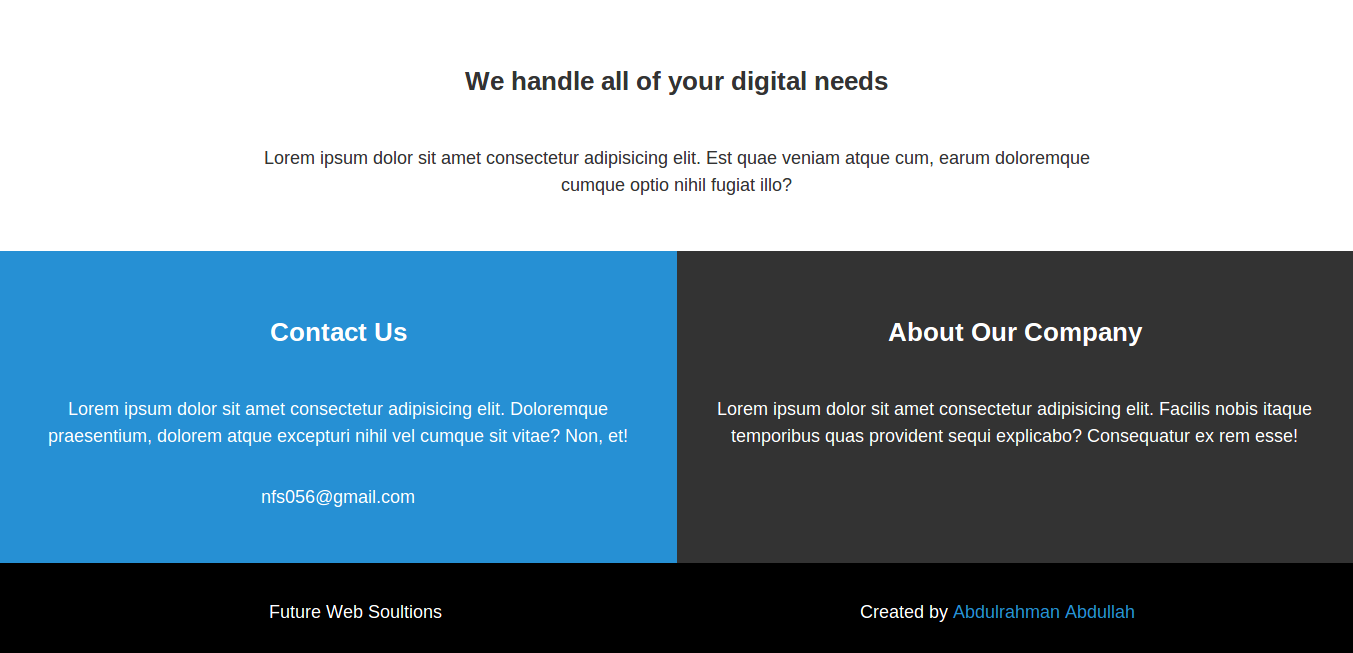 We handle all of your digital needs
Lorem ipsum dolor sit amet consectetur adipisicing elit. Est quae veniam atque cum, earum doloremque
cumque optio nihil fugiat illo?
Contact Us
Lorem ipsum dolor sit amet consectetur adipisicing elit. Doloremque
praesentium, dolorem atque excepturi nihil vel cumque sit vitae? Non, et!
nfs056@gmail.com
About Our Company
Lorem ipsum dolor sit amet consectetur adipisicing elit. Facilis nobis itaque
temporibus quas provident sequi explicabo? Consequatur ex rem esse!
Future Web Soultions
Created by Abdulrahman Abdullah